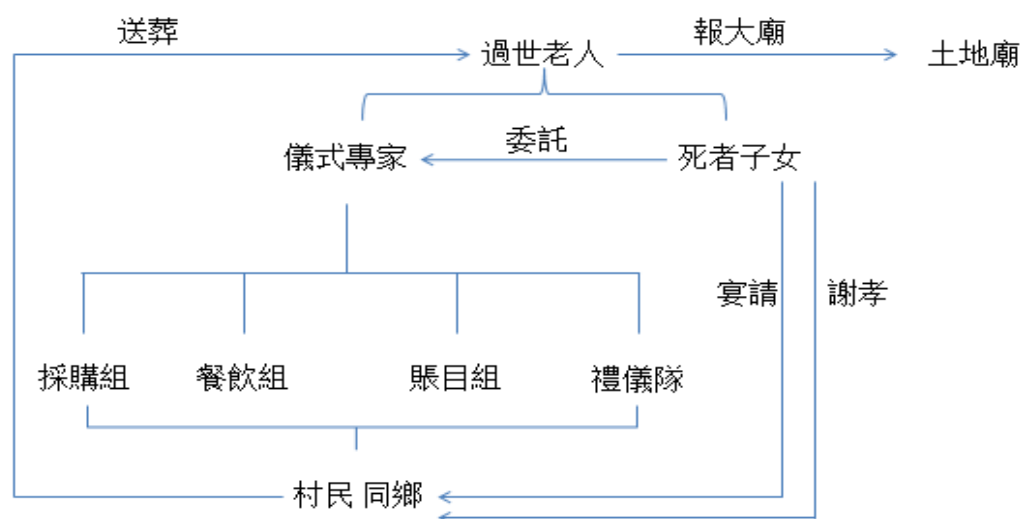 送葬
報大廟
過世老人
土地廟
儀式專家
委託
死者子女
宴請
謝孝
採購組
餐飲組
賬目組
禮儀隊
村民 同鄉